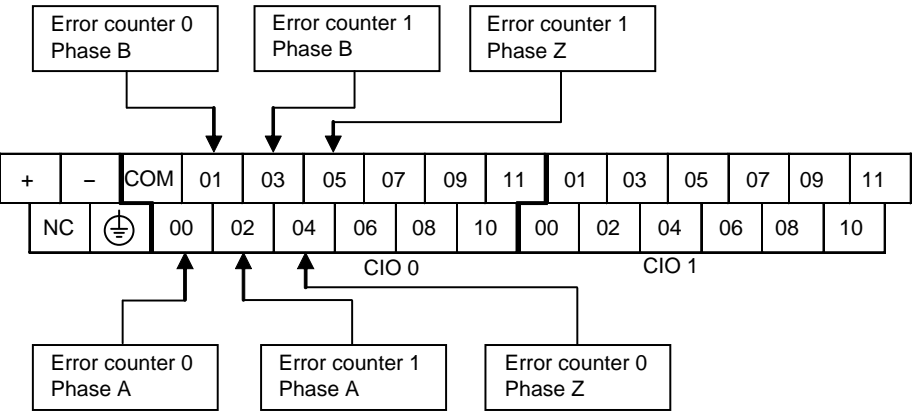 Error counter 0
Phase B
Error counter 1
Phase B
Error counter 1
Phase Z
+ − COM 01 03 05 07 09 11 01 03 05 07 09 11
NC 00 02 04 06 08 10 00 02 04 06 08 10
CIO 0 CIO 1
Error counter 0
Phase A
Error counter 1
Phase A
Error counter 0
Phase Z